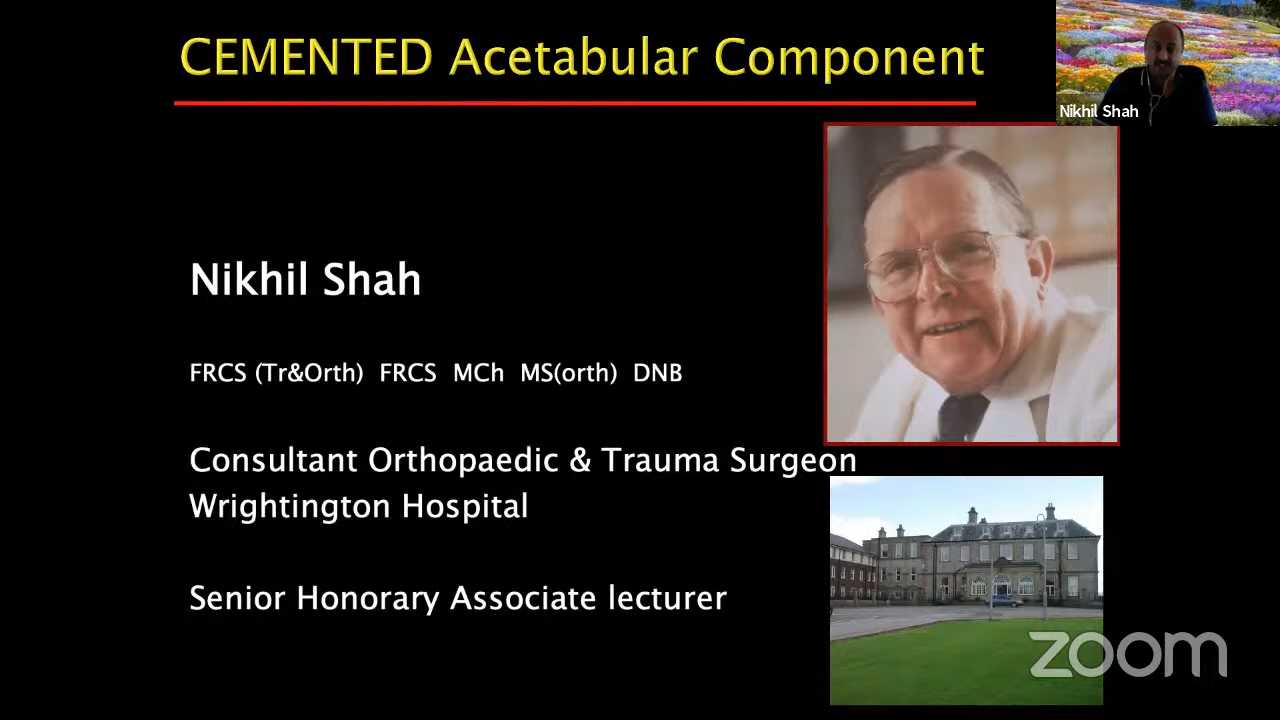 CEMENTED Acetabular Component
Nikhil Shah
Nikhil Shah
FRCS (Tr&Orth) FRCS MCh MS(orth) DNB
Consultant Orthopaedic & Trauma Surgeon
Wrightington Hospital
Senior Honorary Associate lecturer
zoom